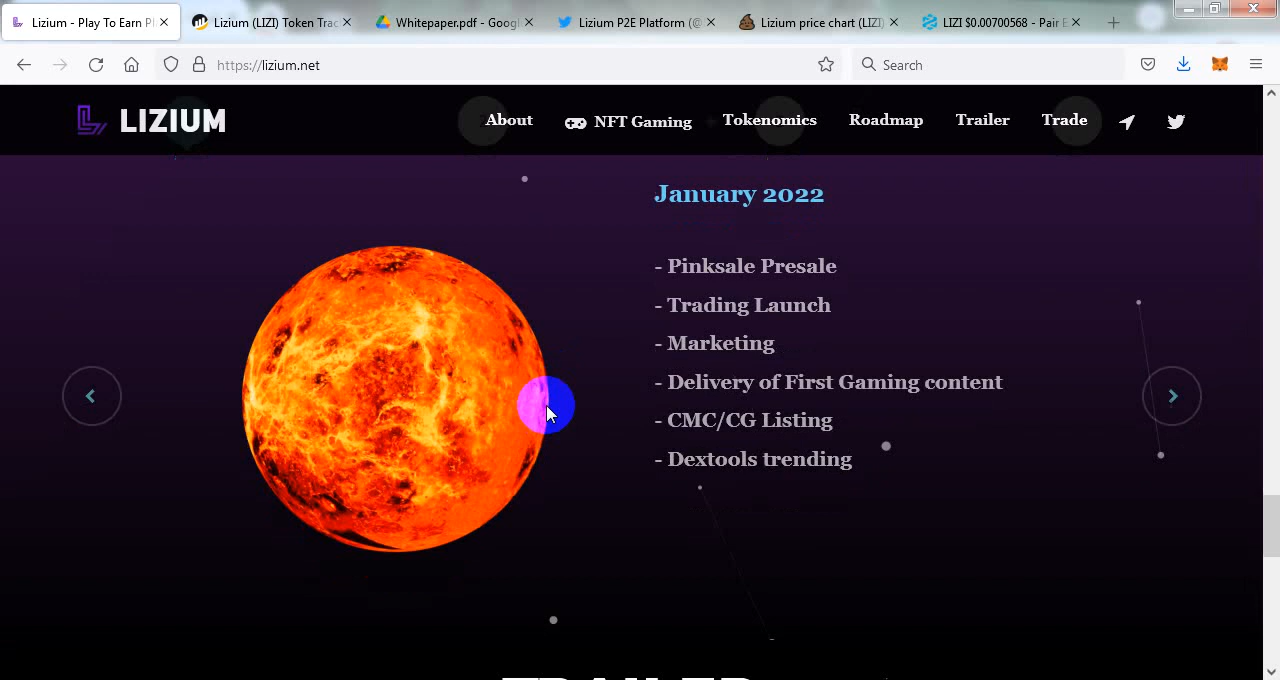 Lizium - Play To Earn Pl
Lizium (LIZI) Token Trac
Whitepaper.pdf - Googl
Lizium P2E Platform (@
Lizium price chart (LIZI)
LIZI $0.00700568 - Pair E
https://lizium.net
Search
LIZIUM
About
NFT Gaming
Tokenomics
Roadmap
Trailer
Trade
January 2022
- Pinksale Presale
- Trading Launch
- Marketing
- Delivery of First Gaming content
- CMC/CG Listing
- Dextools trending
TRAILER